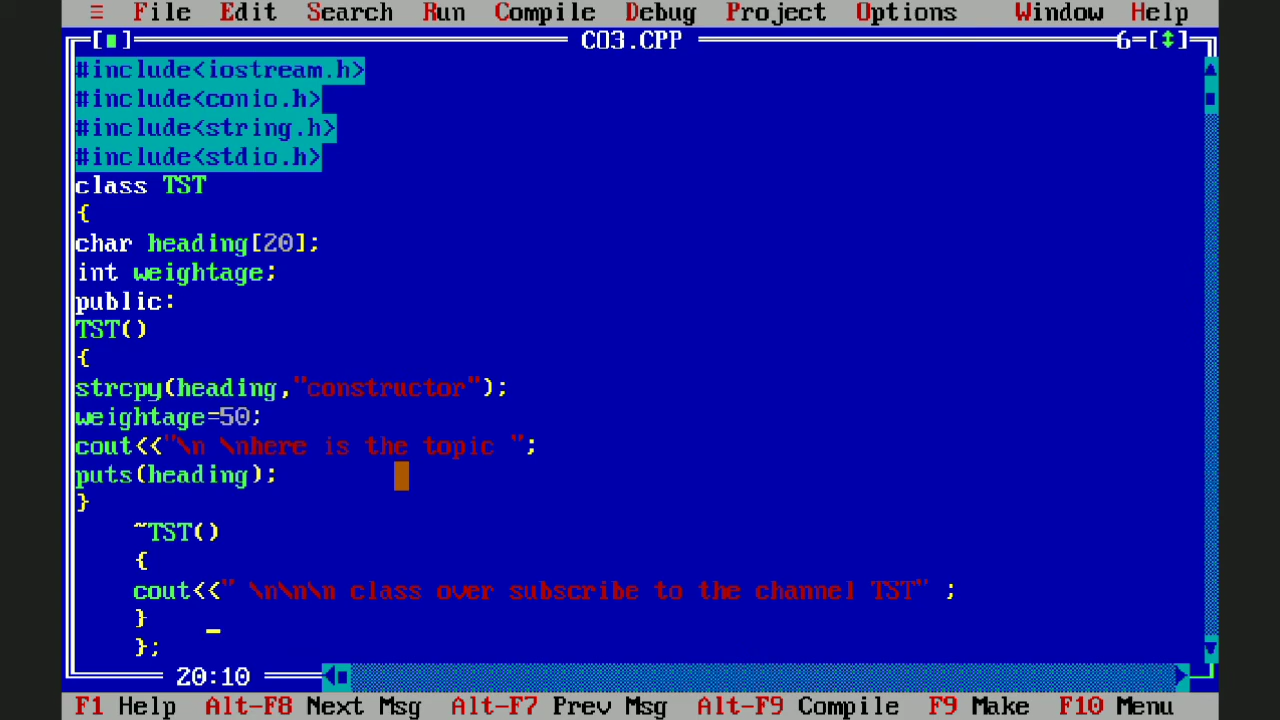 ≡ File Edit Search Run Compile Debug Project Options Window Help
[■] CO3.CPP 6=[↕]
#include<iostream.h>
#include<conio.h>
#include<string.h>
#include<stdio.h>
class TST
{
char heading[20];
int weightage;
public:
TST()
{
strcpy(heading,"constructor");
weightage=50;
cout<<"\n \nhere is the topic ";
puts(heading);
}
~TST()
{
cout<<" \n\n\n class over subscribe to the channel TST" ;
}
};
20:10
F1 Help Alt-F8 Next Msg Alt-F7 Prev Msg Alt-F9 Compile F9 Make F10 Menu